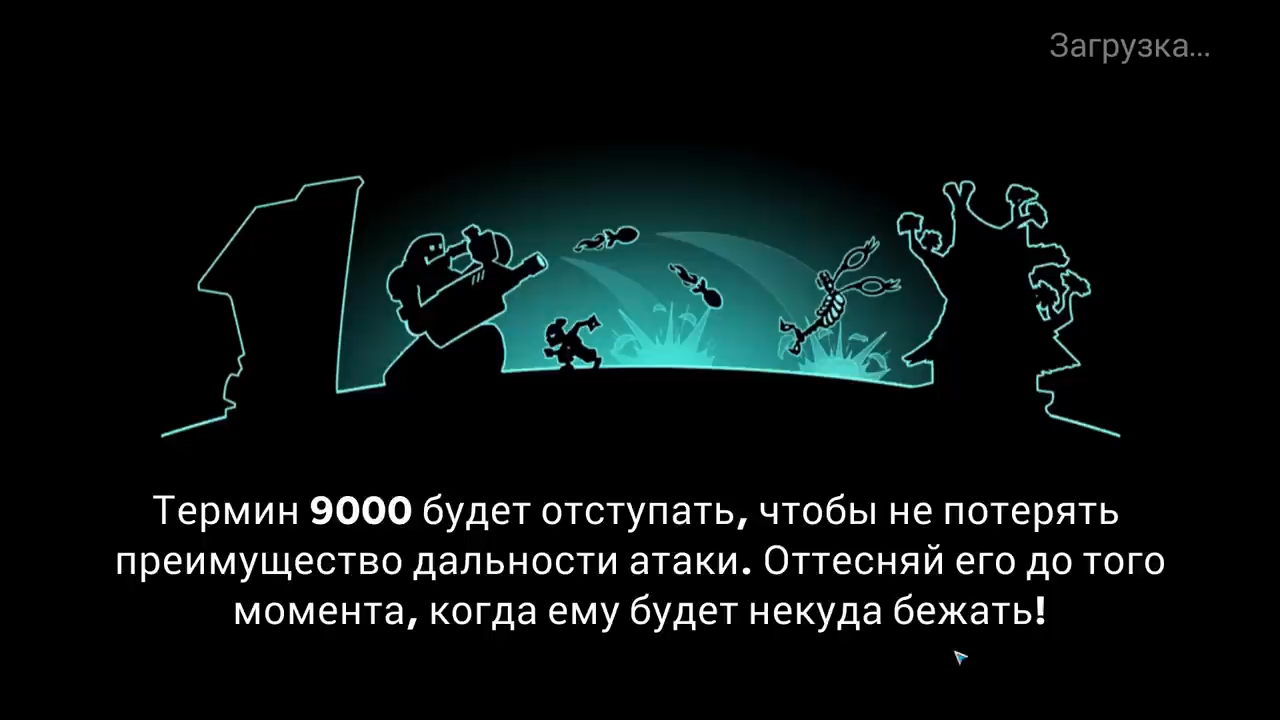 Загрузка...
Термин 9000 будет отступать, чтобы не потерять
преимущество дальности атаки. Оттесняй его до того
момента, когда ему будет некуда бежать!